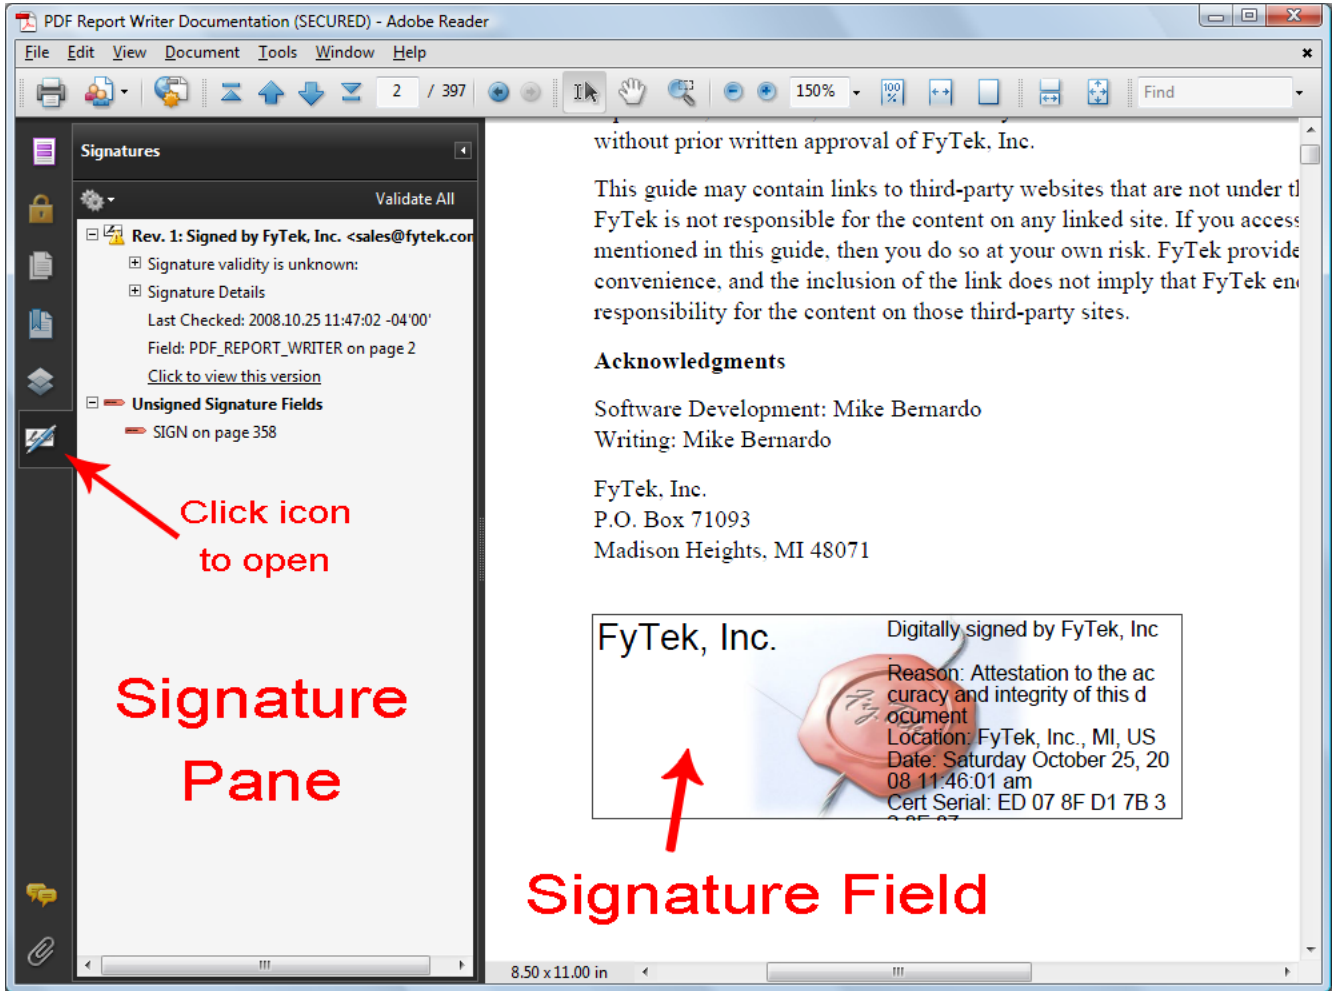 PDF Report Writer Documentation (SECURED) - Adobe Reader
File Edit View Document Tools Window Help
2 / 397 150% Find
Signatures
Validate All
Rev. 1: Signed by FyTek, Inc. <sales@fytek.con
Signature validity is unknown:
Signature Details
Last Checked: 2008.10.25 11:47:02 -04'00'
Field: PDF_REPORT_WRITER on page 2
Click to view this version
Unsigned Signature Fields
SIGN on page 358
Click icon
to open
Signature
Pane
without prior written approval of FyTek, Inc.
This guide may contain links to third-party websites that are not under tl
FyTek is not responsible for the content on any linked site. If you access
mentioned in this guide, then you do so at your own risk. FyTek provide
convenience, and the inclusion of the link does not imply that FyTek en
responsibility for the content on those third-party sites.
Acknowledgments
Software Development: Mike Bernardo
Writing: Mike Bernardo
FyTek, Inc.
P.O. Box 71093
Madison Heights, MI 48071
FyTek, Inc.
Digitally signed by FyTek, Inc
.
Reason: Attestation to the ac
curacy and integrity of this d
ocument
Location: FyTek, Inc., MI, US
Date: Saturday October 25, 20
08 11:46:01 am
Cert Serial: ED 07 8F D1 7B 3
Signature Field
8.50 x 11.00 in